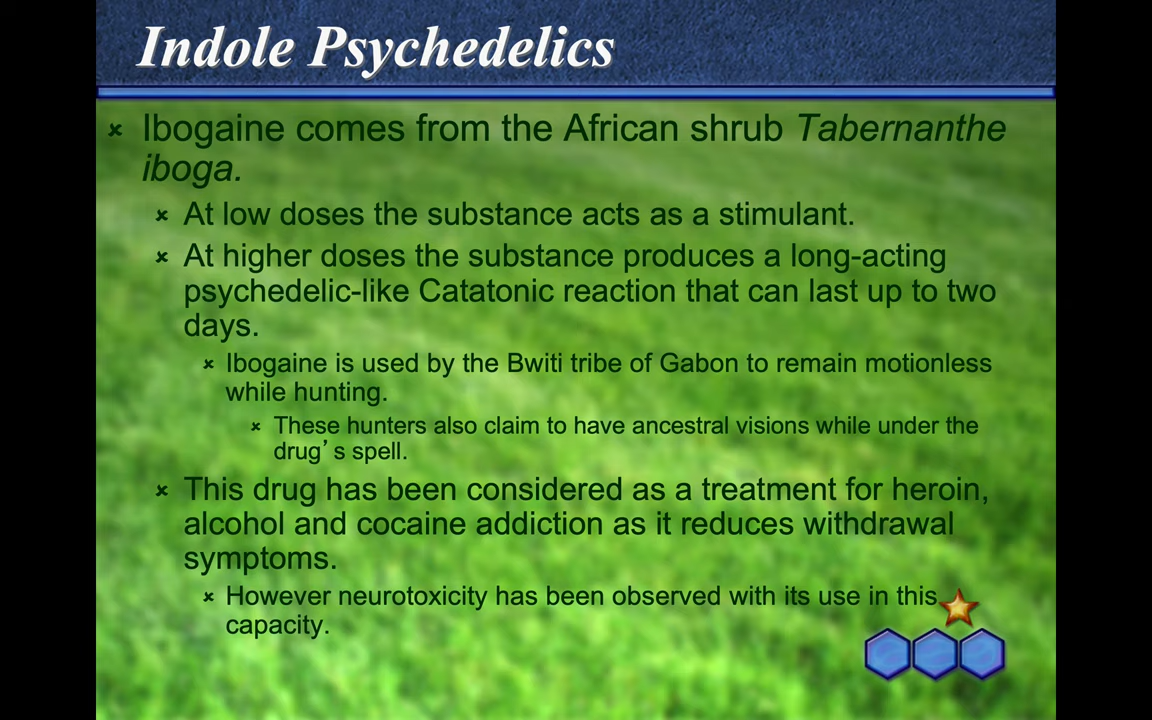 Indole Psychedelics
Ibogaine comes from the African shrub Tabernanthe
iboga.
At low doses the substance acts as a stimulant.
At higher doses the substance produces a long-acting
psychedelic-like Catatonic reaction that can last up to two
days.
Ibogaine is used by the Bwiti tribe of Gabon to remain motionless
while hunting.
These hunters also claim to have ancestral visions while under the
drug’s spell.
This drug has been considered as a treatment for heroin,
alcohol and cocaine addiction as it reduces withdrawal
symptoms.
However neurotoxicity has been observed with its use in this
capacity.